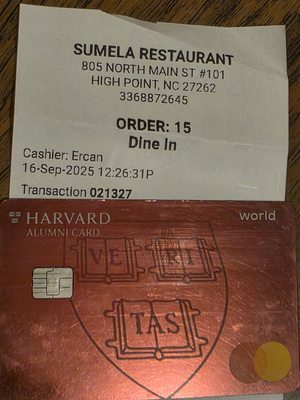 SUMELA RESTAURANT
805 NORTH MAIN ST #101
HIGH POINT, NC 27262
3368872645
ORDER: 15
Dine In
Cashier: Ercan
16-Sep-2025 12:26:31P
Transaction 021327
HARVARD world
ALUMNI CARD
VE RI
TAS